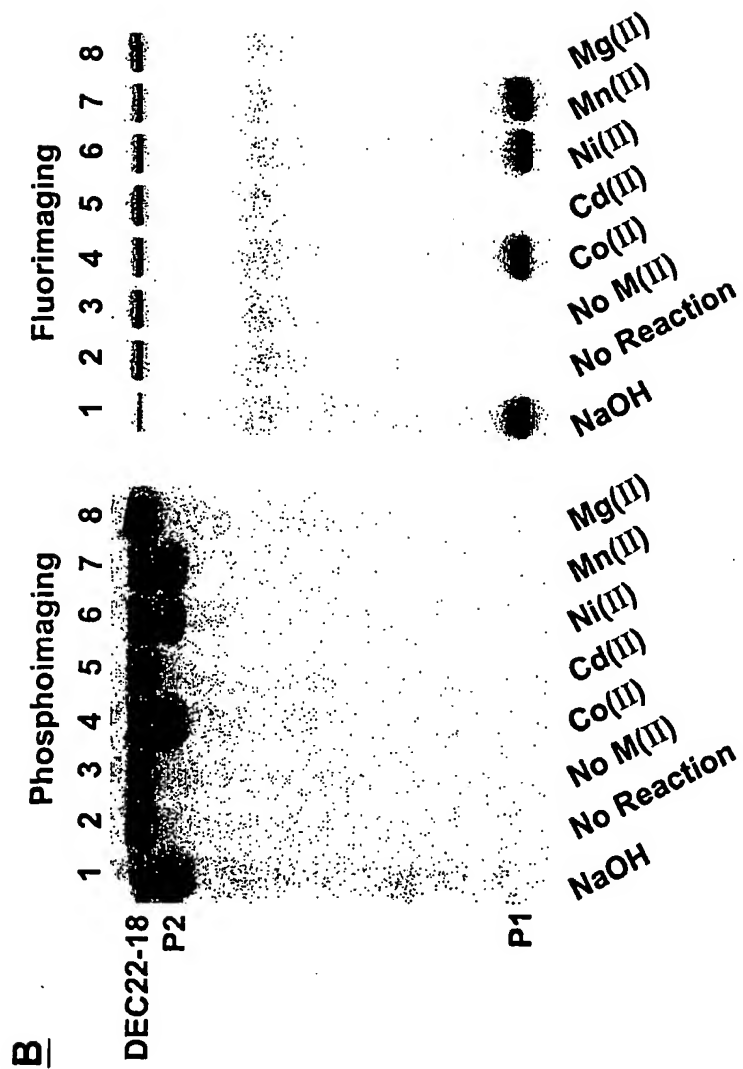 B
Phosphoimaging
Fluorimaging
1 2 3 4 5 6 7 8
1 2 3 4 5 6 7 8
DEC22-18
P2
P1
NaOH
No Reaction
No M(II)
Co(II)
Cd(II)
Ni(II)
Mn(II)
Mg(II)
NaOH
No Reaction
No M(II)
Co(II)
Cd(II)
Ni(II)
Mn(II)
Mg(II)